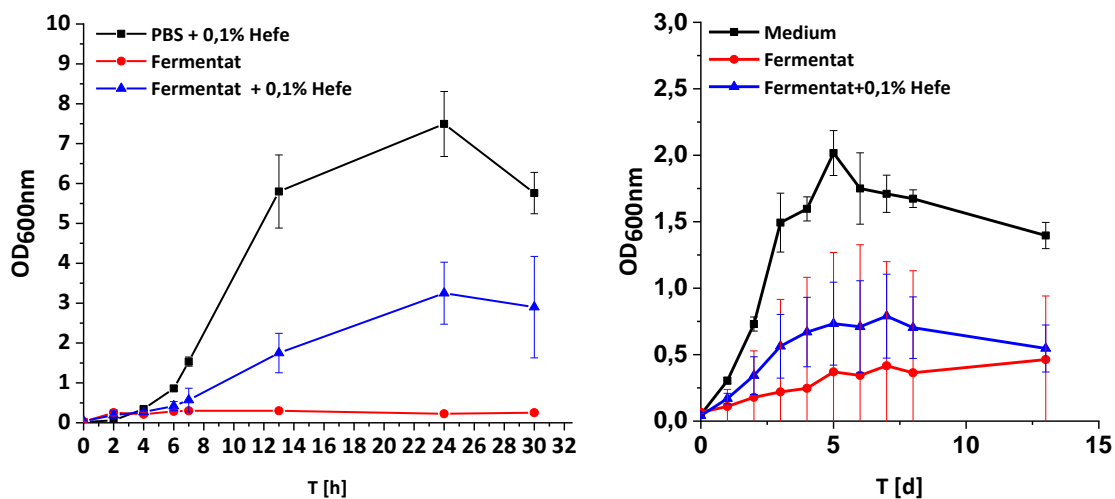 PBS + 0,1% Hefe
Fermentat
Fermentat + 0,1% Hefe
OD600nm
10
9
8
7
6
5
4
3
2
1
0
0 2 4 6 8 10 12 14 16 18 20 22 24 26 28 30 32
T [h]
Medium
Fermentat
Fermentat+0,1% Hefe
OD600nm
3,0
2,5
2,0
1,5
1,0
0,5
0,0
0 5 10 15
T [d]